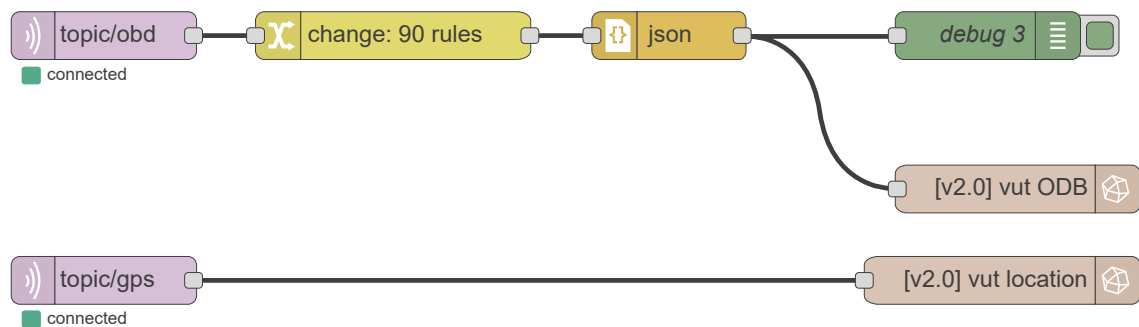 topic/obd
change: 90 rules
json
debug 3
connected
[v2.0] vut ODB
topic/gps
[v2.0] vut location
connected